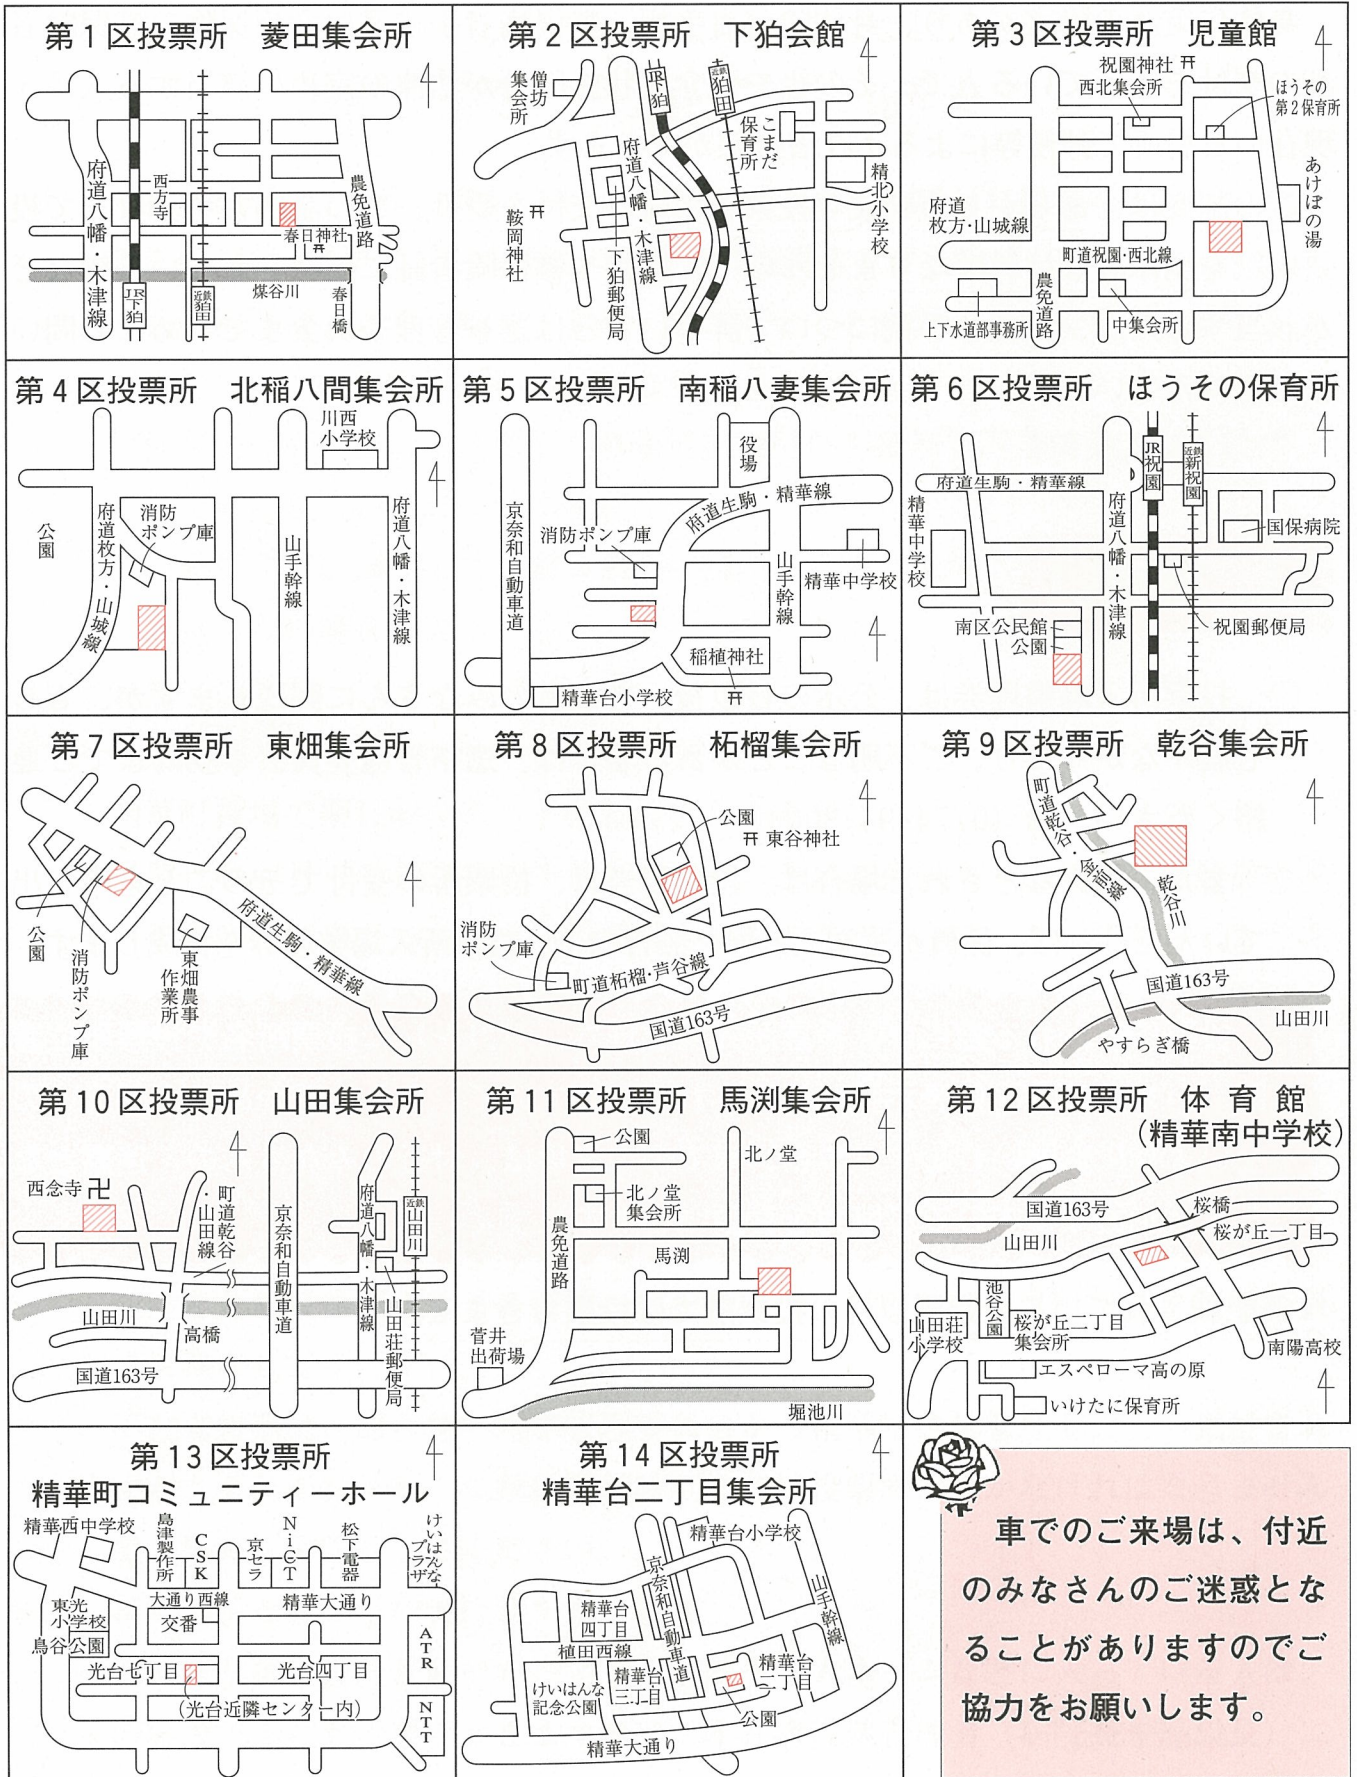 第1区投票所 菱田集会所
府道八幡・木津線
西方寺
農免道路
春日神社
煤谷川
春日橋
JR下狛
近鉄狛田
第2区投票所 下狛会館
僧坊集会所
JR下狛
近鉄狛田
こまだ保育所
府道八幡・木津線
精北小学校
鞍岡神社
下狛郵便局
第3区投票所 児童館
祝園神社
西北集会所
ほうその
第2保育所
あけぼの湯
府道
枚方・山城線
町道祝園・西北線
農免道路
上下水道部事務所
中集会所
第4区投票所 北稲八間集会所
川西
小学校
公園
府道枚方・山城線
消防
ポンプ庫
山手幹線
府道八幡・木津線
第5区投票所 南稲八妻集会所
役場
府道生駒・精華線
京奈和自動車道
消防ポンプ庫
山手幹線
精華中学校
稲植神社
精華台小学校
第6区投票所 ほうその保育所
JR祝園
近鉄新祝園
府道生駒・精華線
精華中学校
府道八幡・木津線
国保病院
祝園郵便局
南区公民館
公園
第7区投票所 東畑集会所
公園
消防ポンプ庫
東畑農事作業所
府道生駒・精華線
第8区投票所 柘榴集会所
公園
東谷神社
消防
ポンプ庫
町道柘榴・芦谷線
国道163号
第9区投票所 乾谷集会所
町道乾谷・金前線
乾谷川
国道163号
山田川
やすらぎ橋
第10区投票所 山田集会所
西念寺
町道乾谷・山田線
京奈和自動車道
府道八幡・木津線
近鉄山田川
山田川
高橋
山田荘郵便局
国道163号
第11区投票所 馬渕集会所
公園
北ノ堂
北ノ堂
集会所
農免道路
馬渕
菅井
出荷場
堀池川
第12区投票所 体育館
(精華南中学校)
国道163号
桜橋
山田川
桜が丘一丁目
池谷公園
山田荘
小学校
桜が丘二丁目
集会所
南陽高校
エスペローマ高の原
いけたに保育所
第13区投票所
精華町コミュニティーホール
精華西中学校
島津製作所
CSK
京セラ
NiCT
松下電器
けいはんなプラザ
大通り西線
精華大通り
東光
小学校
交番
鳥谷公園
光台七丁目
光台四丁目
ATR
(光台近隣センター内)
NTT
第14区投票所
精華台二丁目集会所
精華台小学校
京奈和自動車道
山手幹線
精華台
四丁目
植田西線
精華台
三丁目
精華台
二丁目
けいはんな
記念公園
公園
精華大通り
車でのご来場は、付近
のみなさんのご迷惑とな
ることがありますのでご
協力をお願いします。